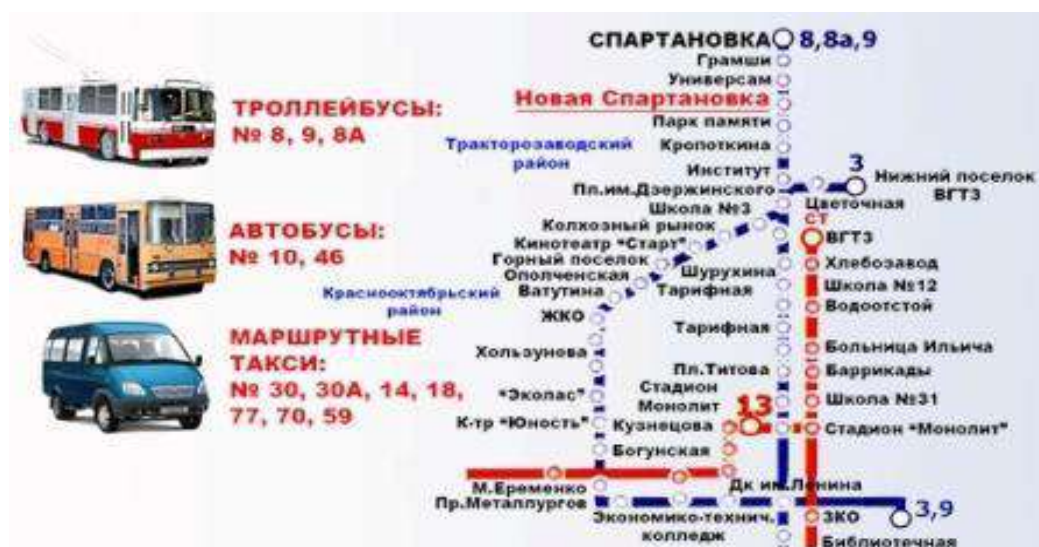 ТРОЛЛЕЙБУСЫ:
№ 8, 9, 8А
АВТОБУСЫ:
№ 10, 46
МАРШРУТНЫЕ
ТАКСИ:
№ 30, 30А, 14, 18,
77, 70, 59
СПАРТАНОВКА 8,8а,9
Грамши
Универсам
Новая Спартановка
Парк памяти
Тракторозаводский
район
Кропоткина
Институт
3
Нижний поселок
ВГТЗ
Пл.им.Дзержинского
Цветочная
Школа №3
СТ
Колхозный рынок
ВГТЗ
Кинотеатр "Старт"
Горный поселок
Шурухина
Хлебозавод
Ополченская
Краснооктябрьский
район
Ватутина
Тарифная
Школа №12
Водоотстой
ЖКО
Тарифная
Хользунова
Больница Ильича
Пл.Титова
Баррикады
"Эколас"
Стадион
Монолит
13
Школа №31
К-тр "Юность"
Кузнецова
Стадион "Монолит"
Богунская
М.Еременко
Дк им.Ленина
Пр.Металлургов
3,9
Экономико-технич.
колледж
ЗКО
Библиотечная